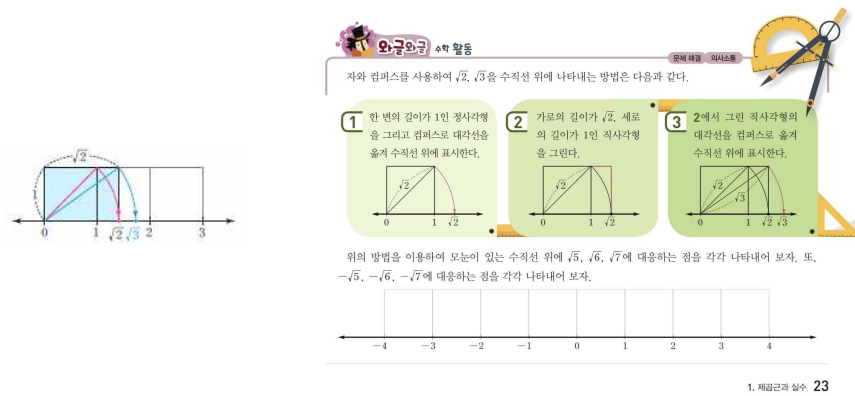 √2
1
0 1 √2 √3 2 3
와글와글 수학 활동
문제 해결 의사소통
자와 컴퍼스를 사용하여 √2, √3을 수직선 위에 나타내는 방법은 다음과 같다.
1
한 변의 길이가 1인 정사각형
을 그리고 컴퍼스로 대각선을
옮겨 수직선 위에 표시한다.
√2
0 1 √2
2
가로의 길이가 √2, 세로
의 길이가 1인 직사각형
을 그린다.
√2
0 1 √2
3
2에서 그린 직사각형의
대각선을 컴퍼스로 옮겨
수직선 위에 표시한다.
√2
√3
0 1 √2 √3
위의 방법을 이용하여 모눈이 있는 수직선 위에 √5, √6, √7에 대응하는 점을 각각 나타내어 보자. 또,
-√5, -√6, -√7에 대응하는 점을 각각 나타내어 보자.
-4 -3 -2 -1 0 1 2 3 4
1. 제곱근과 실수 23